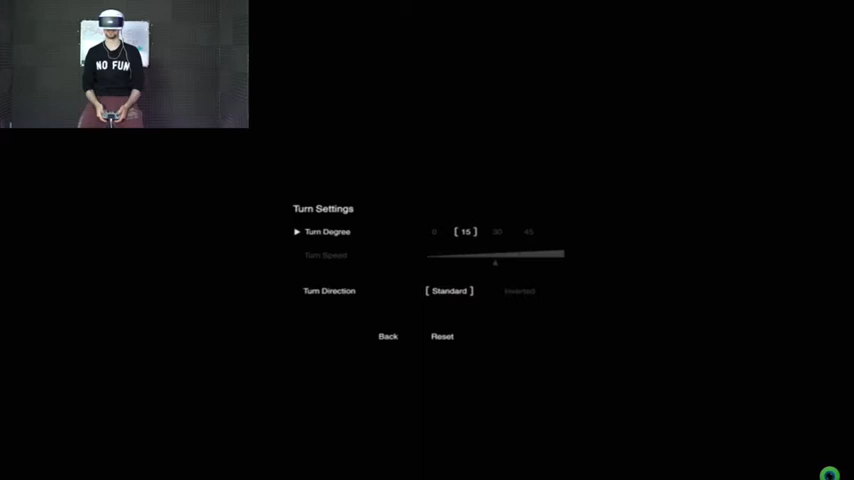 NO FUN
Turn Settings
Turn Degree 0 [ 15 ] 30 45
Turn Speed
Turn Direction [ Standard ] Inverted
Back Reset